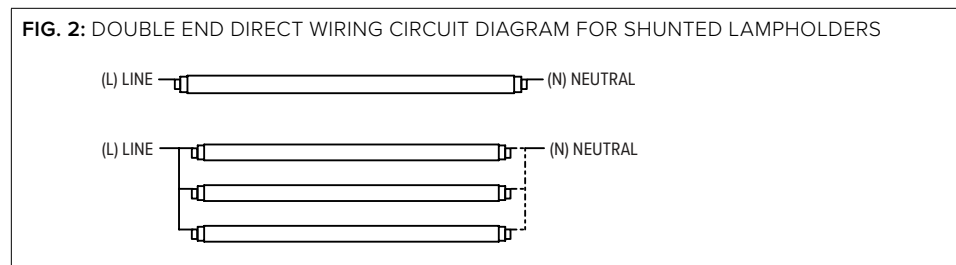 FIG. 2: DOUBLE END DIRECT WIRING CIRCUIT DIAGRAM FOR SHUNTED LAMPHOLDERS
(L) LINE (N) NEUTRAL
(L) LINE (N) NEUTRAL